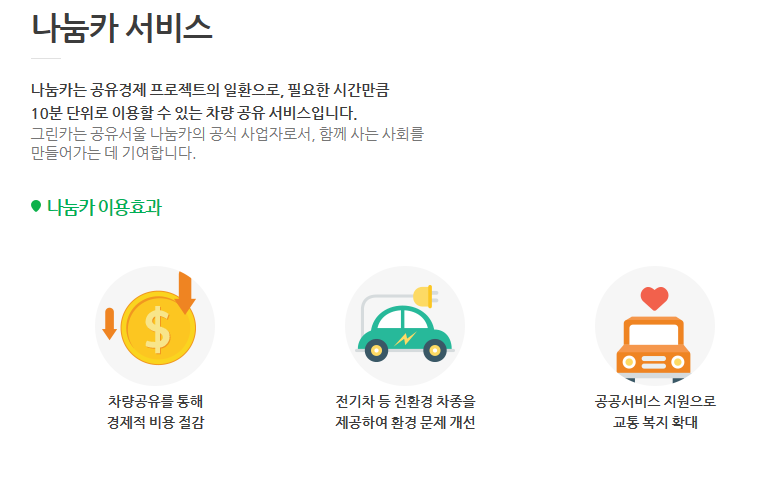 나눔카 서비스
나눔카는 공유경제 프로젝트의 일환으로, 필요한 시간만큼
10분 단위로 이용할 수 있는 차량 공유 서비스입니다.
그린카는 공유서울 나눔카의 공식 사업자로서, 함께 사는 사회를
만들어가는 데 기여합니다.
나눔카 이용효과
차량공유를 통해
경제적 비용 절감
전기차 등 친환경 차종을
제공하여 환경 문제 개선
공공서비스 지원으로
교통 복지 확대